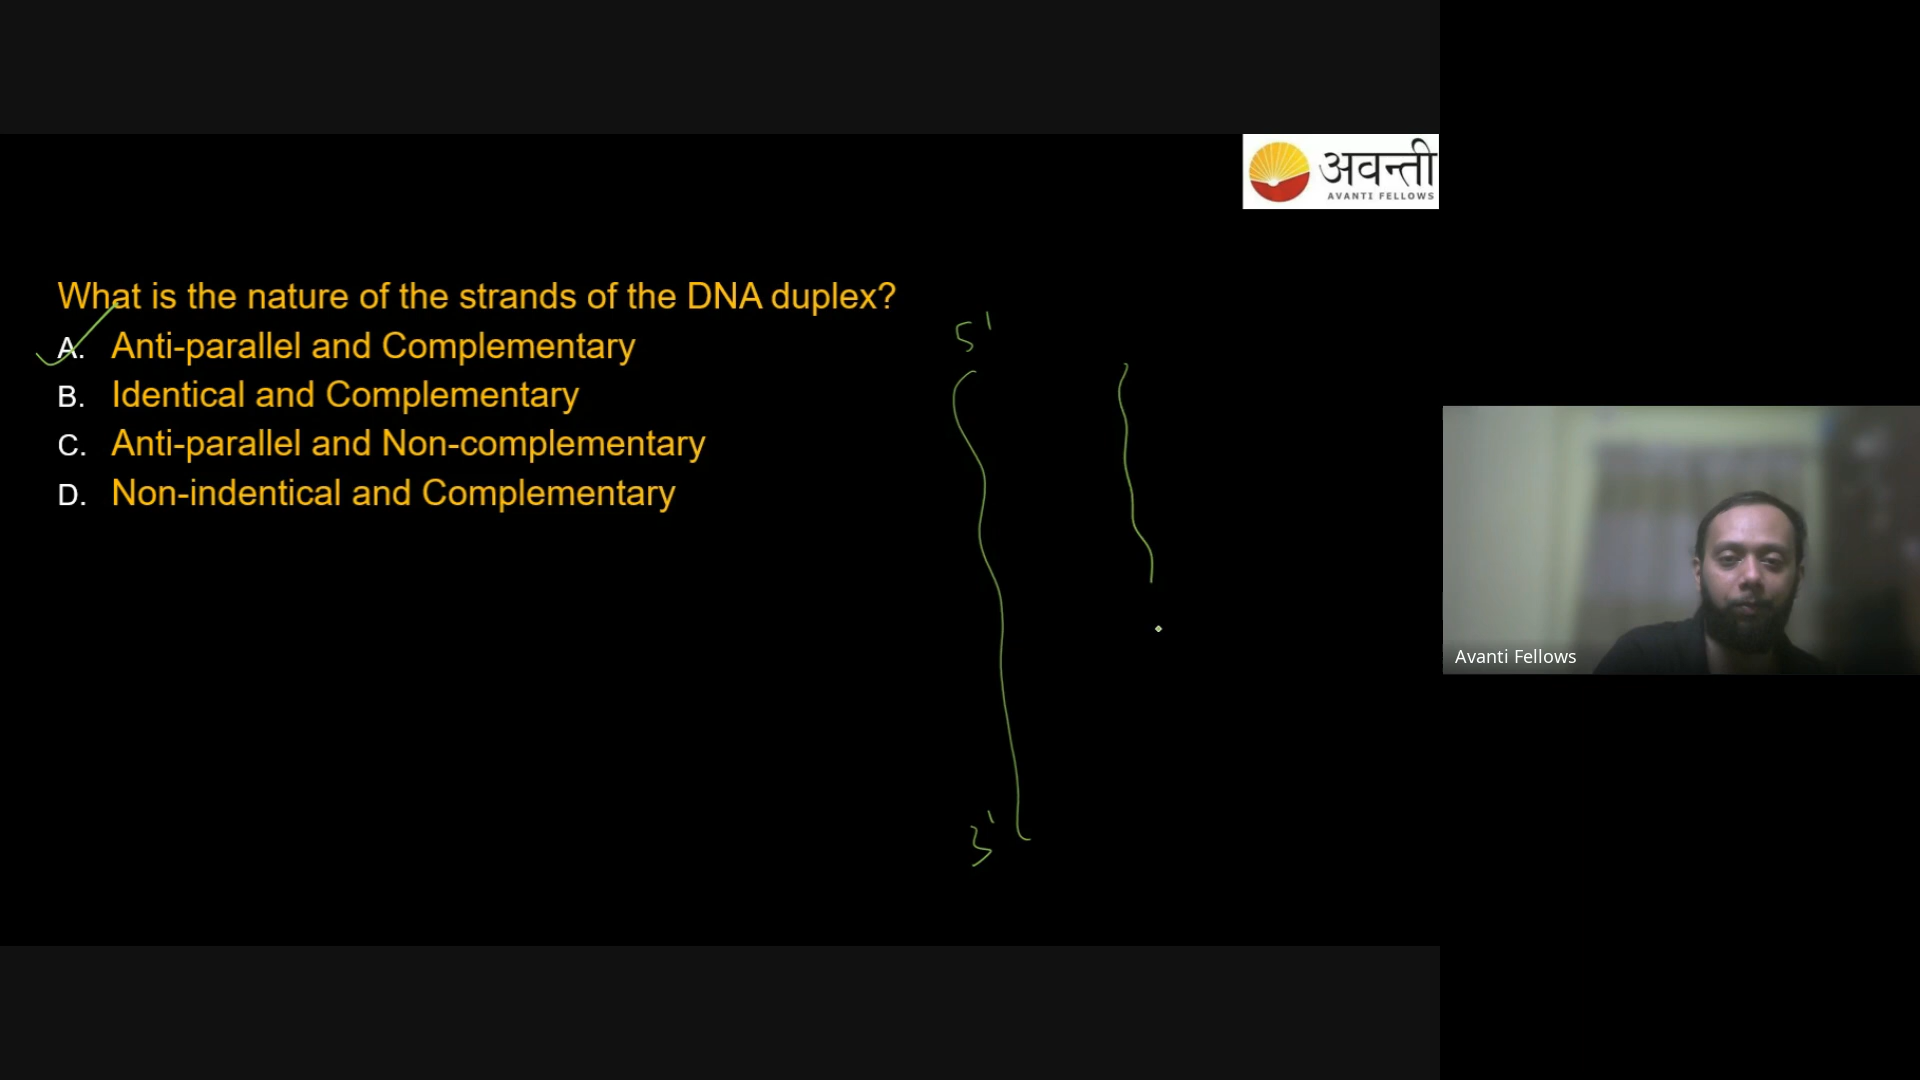 अवन्ती
AVANTI FELLOWS
What is the nature of the strands of the DNA duplex?
A. Anti-parallel and Complementary
B. Identical and Complementary
C. Anti-parallel and Non-complementary
D. Non-indentical and Complementary
5'
3'
Avanti Fellows